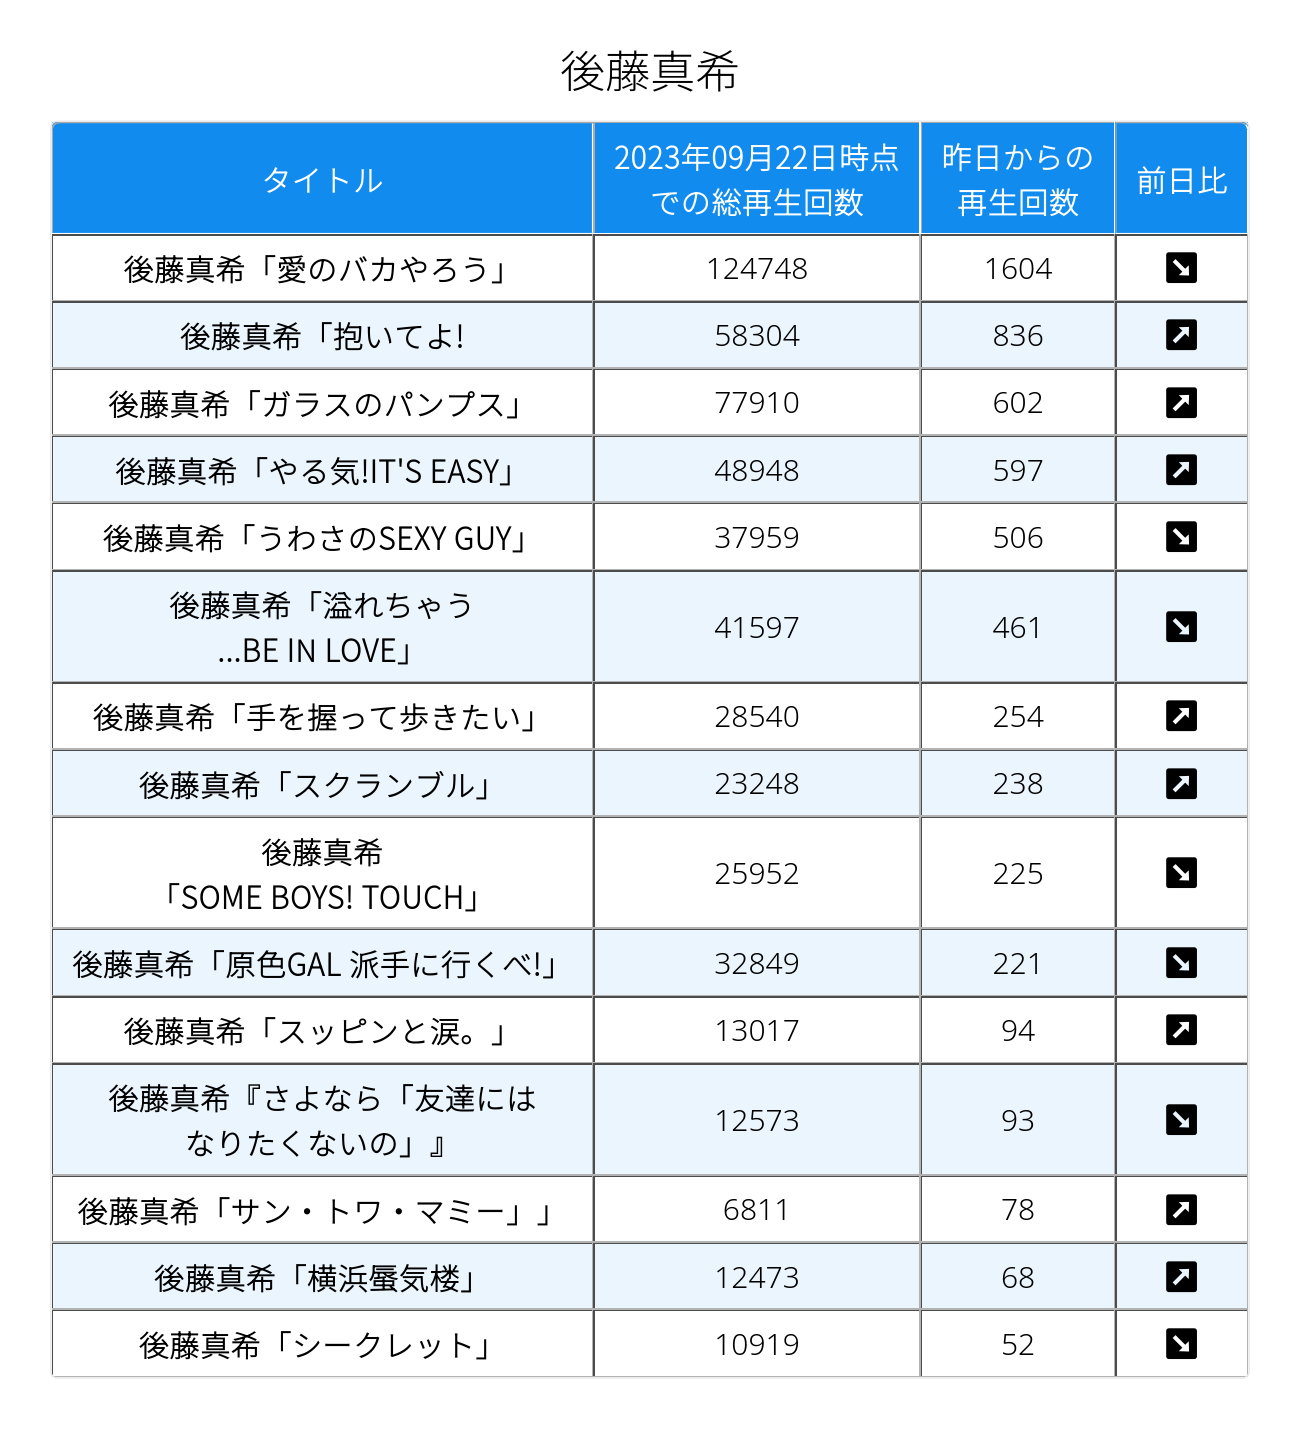 後藤真希
タイトル
2023年09月22日時点
での総再生回数
昨日からの
再生回数
前日比
後藤真希「愛のバカやろう」 124748 1604
後藤真希「抱いてよ! 58304 836
後藤真希「ガラスのパンプス」 77910 602
後藤真希「やる気!IT'S EASY」 48948 597
後藤真希「うわさのSEXY GUY」 37959 506
後藤真希「溢れちゃう
...BE IN LOVE」 41597 461
後藤真希「手を握って歩きたい」 28540 254
後藤真希「スクランブル」 23248 238
後藤真希
「SOME BOYS! TOUCH」 25952 225
後藤真希「原色GAL 派手に行くべ!」 32849 221
後藤真希「スッピンと涙。」 13017 94
後藤真希『さよなら「友達には
なりたくないの」』 12573 93
後藤真希「サン・トワ・マミー」」 6811 78
後藤真希「横浜蜃気楼」 12473 68
後藤真希「シークレット」 10919 52